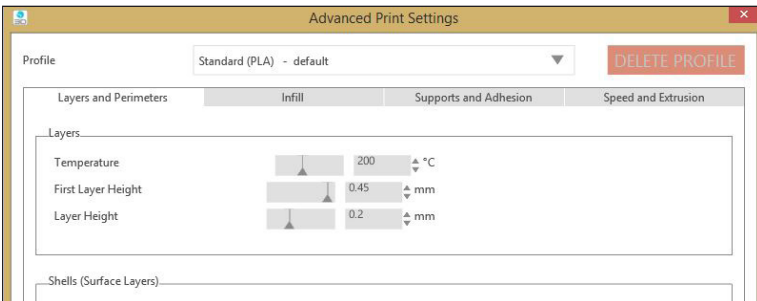 Advanced Print Settings
Profile
Standard (PLA) - default
DELETE PROFILE
Layers and Perimeters
Infill
Supports and Adhesion
Speed and Extrusion
Layers
Temperature 200 °C
First Layer Height 0.45 mm
Layer Height 0.2 mm
Shells (Surface Layers)